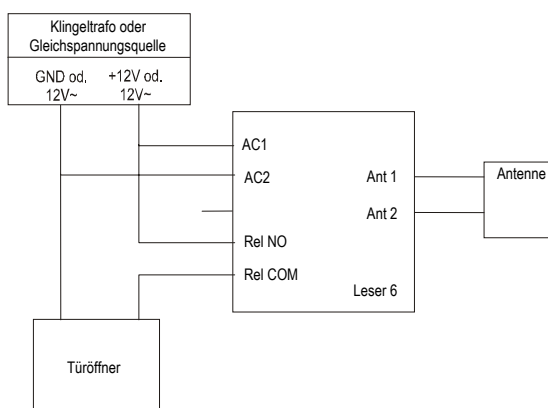 Klingeltrafo oder
Gleichspannungsquelle
GND od. +12V od.
12V~ 12V~
AC1
AC2
Ant 1
Antenne
Ant 2
Rel NO
Rel COM
Leser 6
Türöffner